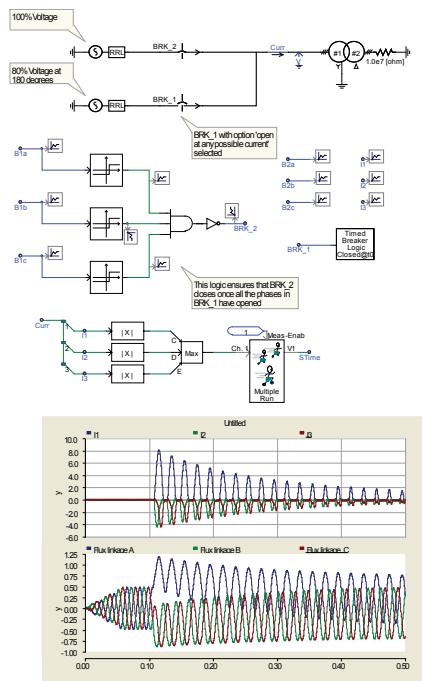 100% Voltage
BRK_2
RRL
Curr
V
#1 #2
1.0e7 [ohm]
80% Voltage at
180 degrees
BRK_1
RRL
BRK_1 with option 'open
at any possible current'
selected
B1a
B1b
B1c
BRK_2
B2a
B2b
B2c
I1
I2
I3
BRK_1
Timed
Breaker
Logic
Closed@t0
This logic ensures that BRK_2
closes once all the phases in
BRK_1 have opened
Curr
1
2
3
I1
I2
I3
|X|
|X|
|X|
C
D
E
Max
1
Meas-Enab
Ch. 1
V1
STime
Multiple
Run
Untitled
I1 I2 I3
y
10.0
8.0
6.0
4.0
2.0
0.0
-2.0
-4.0
-6.0
Flux linkage A Flux linkage B Flux linkage_C
y
1.25
1.00
0.75
0.50
0.25
0.00
-0.25
-0.50
-0.75
-1.00
0.00 0.10 0.20 0.30 0.40 0.50